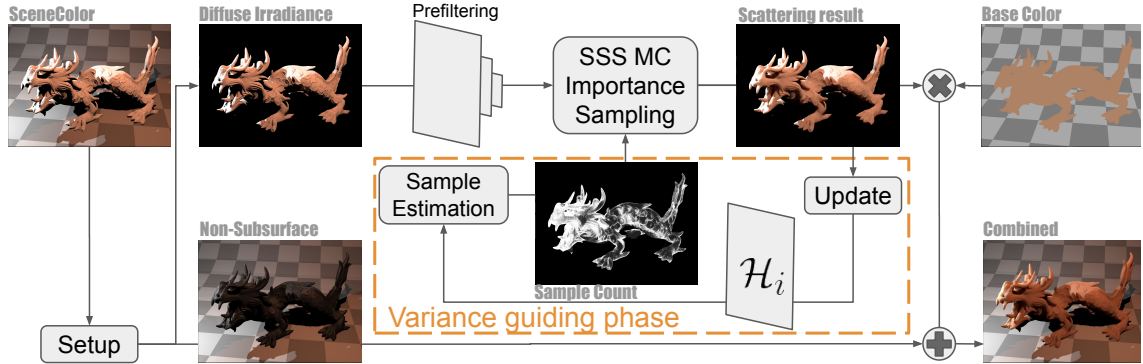 SceneColor
Diffuse Irradiance
Prefiltering
Scattering result
Base Color
SSS MC
Importance
Sampling
Sample
Estimation
Update
Non-Subsurface
Sample Count
ℋᵢ
Combined
Variance guiding phase
Setup